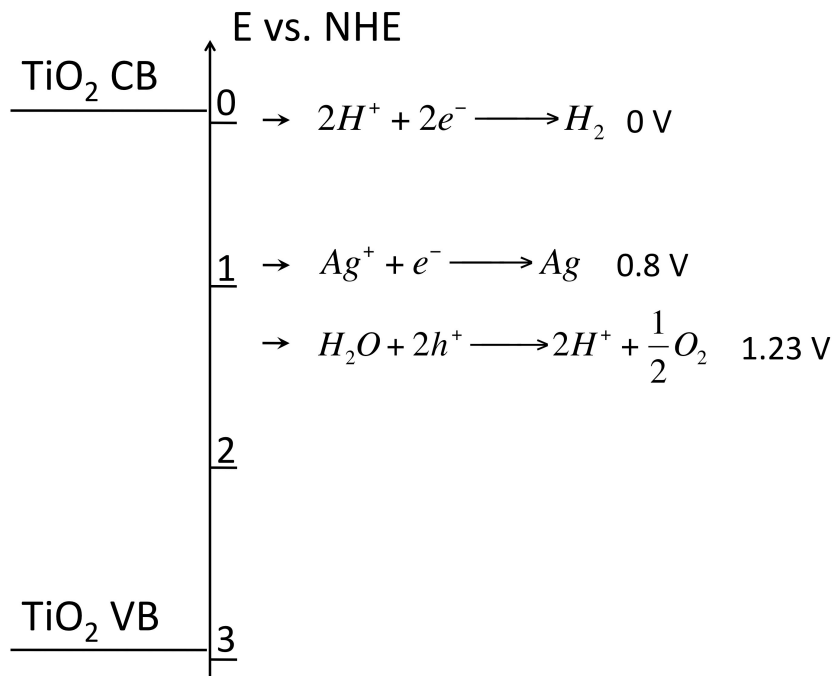 E vs. NHE
TiO₂ CB
0
→ 2H⁺ + 2e⁻ ⟶ H₂ 0 V
1
→ Ag⁺ + e⁻ ⟶ Ag 0.8 V
→ H₂O + 2h⁺ ⟶ 2H⁺ + 1/2 O₂ 1.23 V
2
TiO₂ VB
3